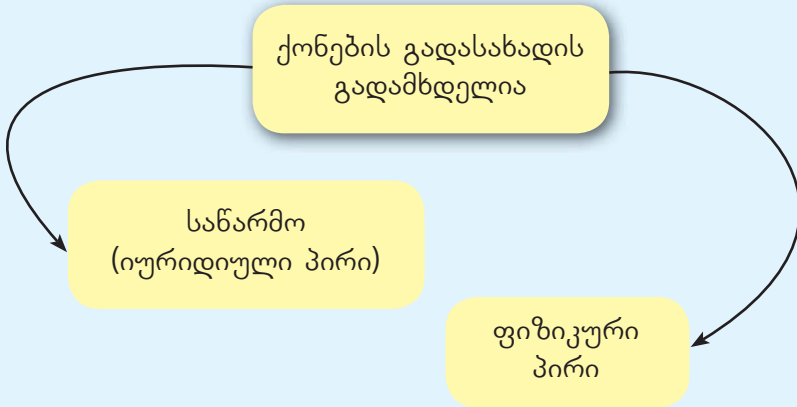 ქონების გადასახადის
გადამხდელია
საწარმო
(იურიდიული პირი)
ფიზიკური
პირი